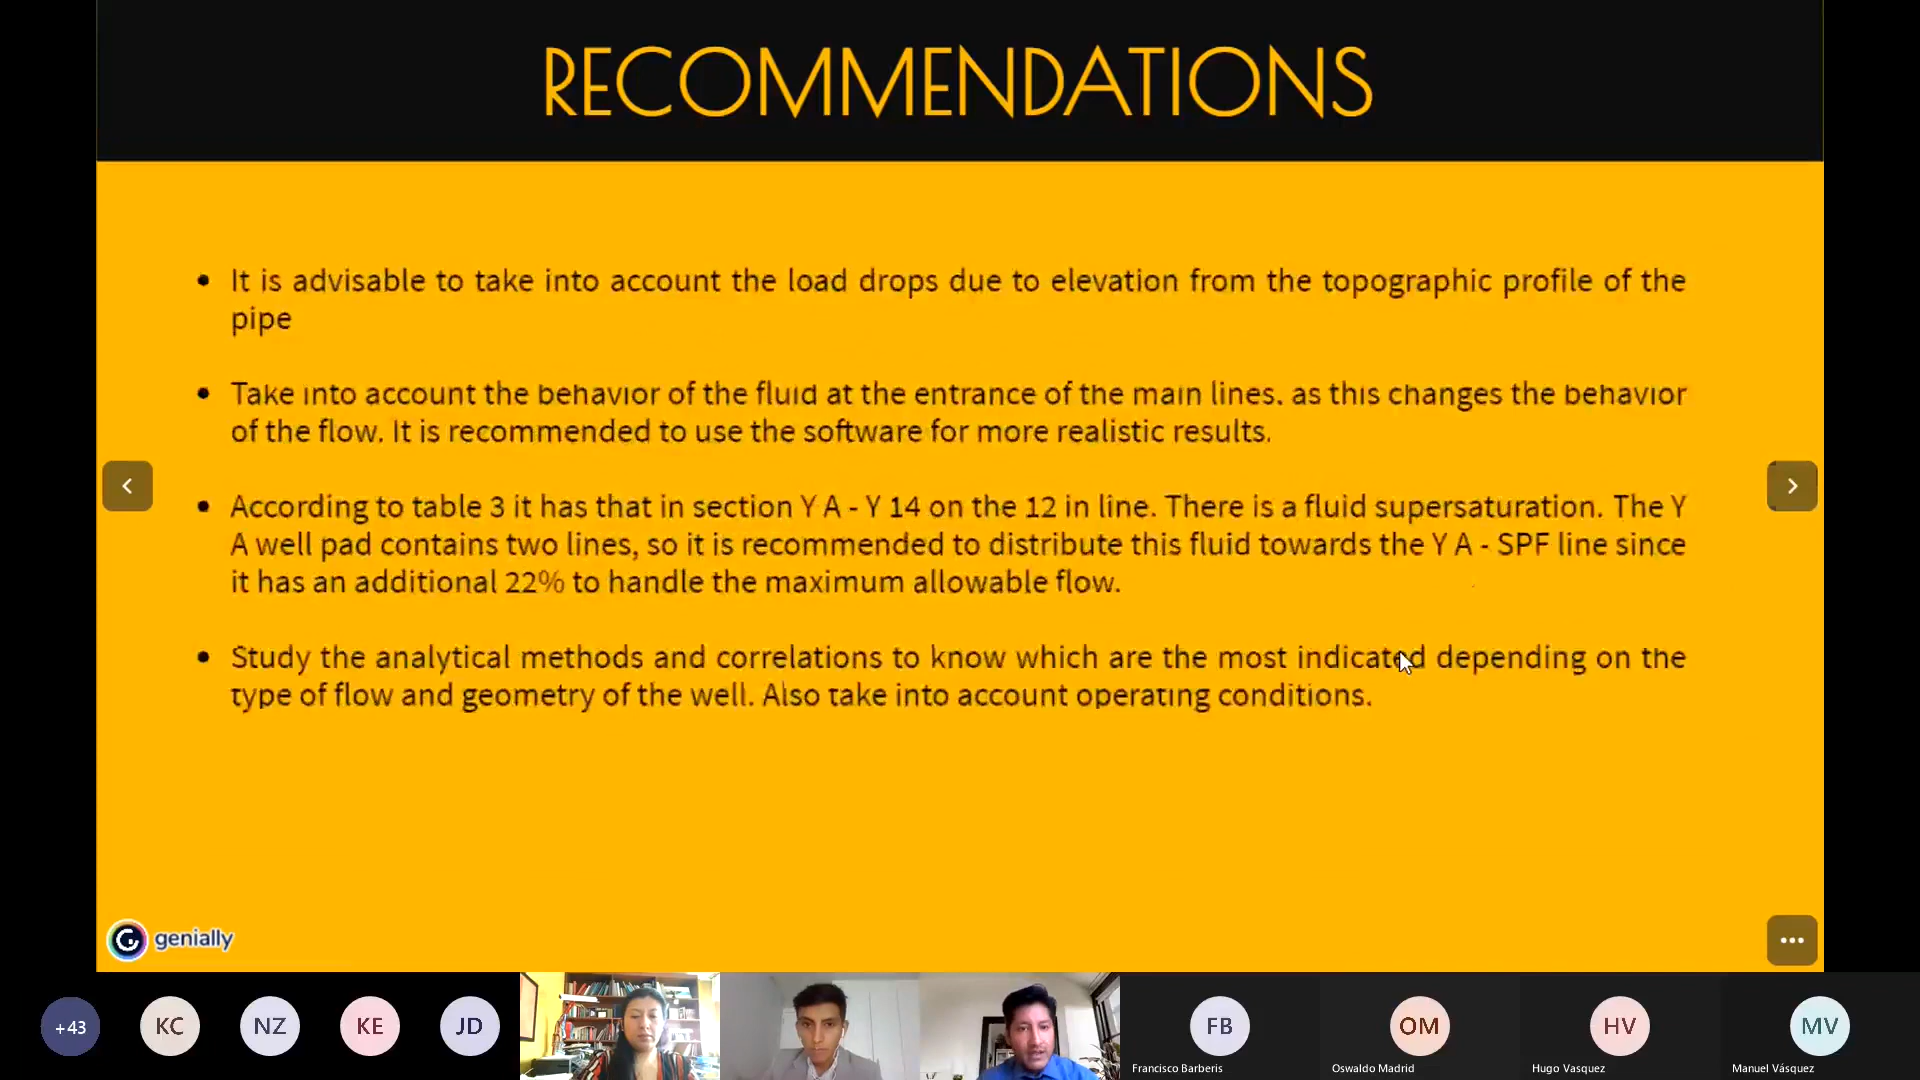 RECOMMENDATIONS
• It is advisable to take into account the load drops due to elevation from the topographic profile of the
pipe
• Take into account the behavior of the fluid at the entrance of the main lines, as this changes the behavior
of the flow. It is recommended to use the software for more realistic results.
• According to table 3 it has that in section Y A - Y 14 on the 12 in line. There is a fluid supersaturation. The Y
A well pad contains two lines, so it is recommended to distribute this fluid towards the Y A - SPF line since
it has an additional 22% to handle the maximum allowable flow.
• Study the analytical methods and correlations to know which are the most indicated depending on the
type of flow and geometry of the well. Also take into account operating conditions.
genially
+43
KC
NZ
KE
JD
FB
OM
HV
MV
Francisco Barberis
Oswaldo Madrid
Hugo Vasquez
Manuel Vásquez